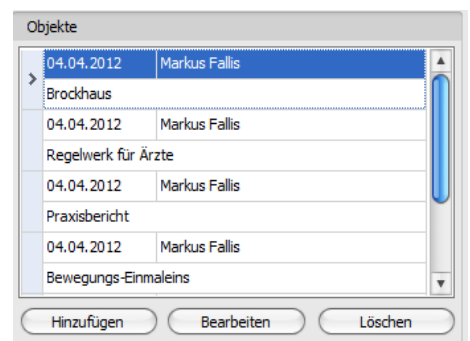 Objekte
04.04.2012 Markus Fallis
Brockhaus
04.04.2012 Markus Fallis
Regelwerk für Ärzte
04.04.2012 Markus Fallis
Praxisbericht
04.04.2012 Markus Fallis
Bewegungs-Einmaleins
Hinzufügen Bearbeiten Löschen